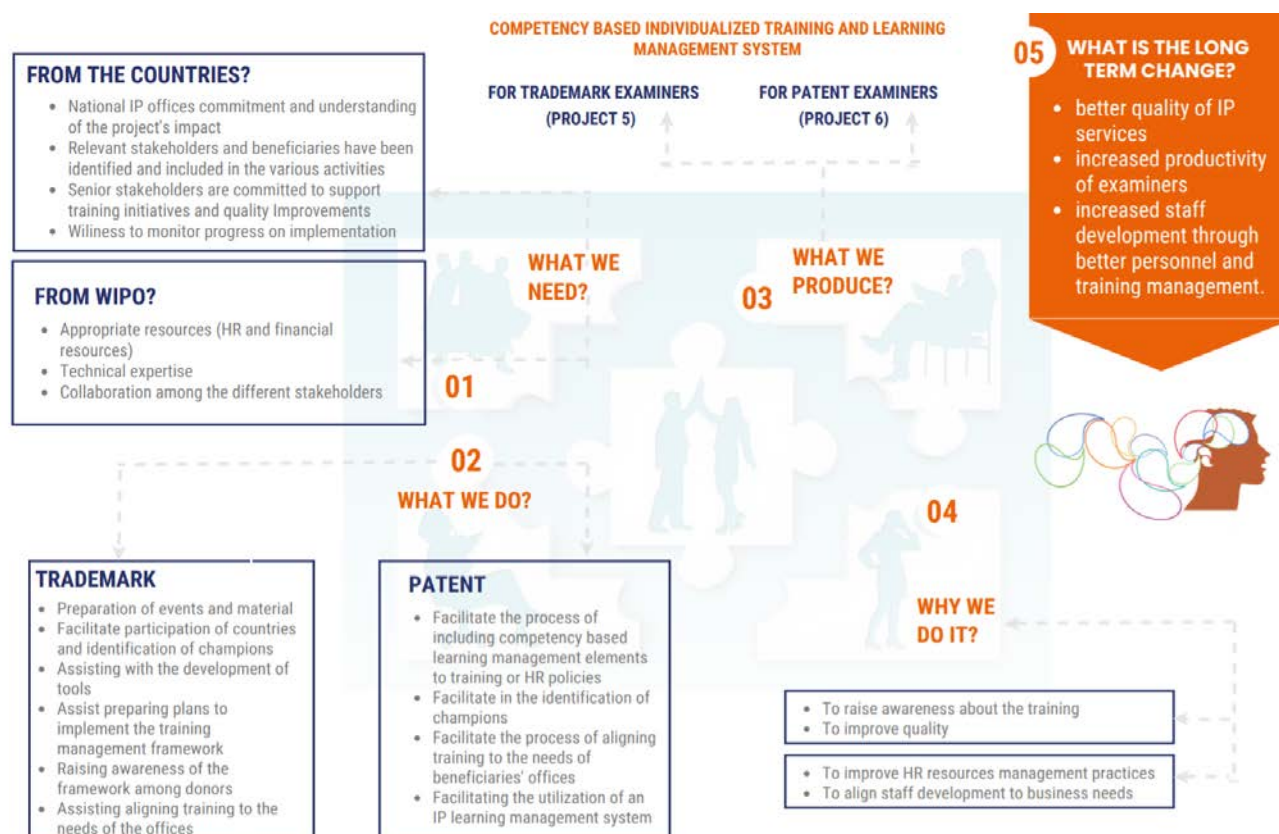 COMPETENCY BASED INDIVIDUALIZED TRAINING AND LEARNING
MANAGEMENT SYSTEM
FOR TRADEMARK EXAMINERS
(PROJECT 5)
FOR PATENT EXAMINERS
(PROJECT 6)
FROM THE COUNTRIES?
• National IP offices commitment and understanding
of the project's impact
• Relevant stakeholders and beneficiaries have been
identified and included in the various activities
• Senior stakeholders are committed to support
training initiatives and quality Improvements
• Wiliness to monitor progress on implementation
FROM WIPO?
• Appropriate resources (HR and financial
resources)
• Technical expertise
• Collaboration among the different stakeholders
WHAT WE
NEED?
01
02
WHAT WE DO?
TRADEMARK
• Preparation of events and material
• Facilitate participation of countries
and identification of champions
• Assisting with the development of
tools
• Assist preparing plans to
implement the training
management framework
• Raising awareness of the
framework among donors
• Assisting aligning training to the
needs of the offices
PATENT
• Facilitate the process of
including competency based
learning management elements
to training or HR policies
• Facilitate in the identification of
champions
• Facilitate the process of aligning
training to the needs of
beneficiaries' offices
• Facilitating the utilization of an
IP learning management system
03
WHAT WE
PRODUCE?
04
WHY WE
DO IT?
• To raise awareness about the training
• To improve quality
• To improve HR resources management practices
• To align staff development to business needs
05
WHAT IS THE LONG
TERM CHANGE?
• better quality of IP
services
• increased productivity
of examiners
• increased staff
development through
better personnel and
training management.